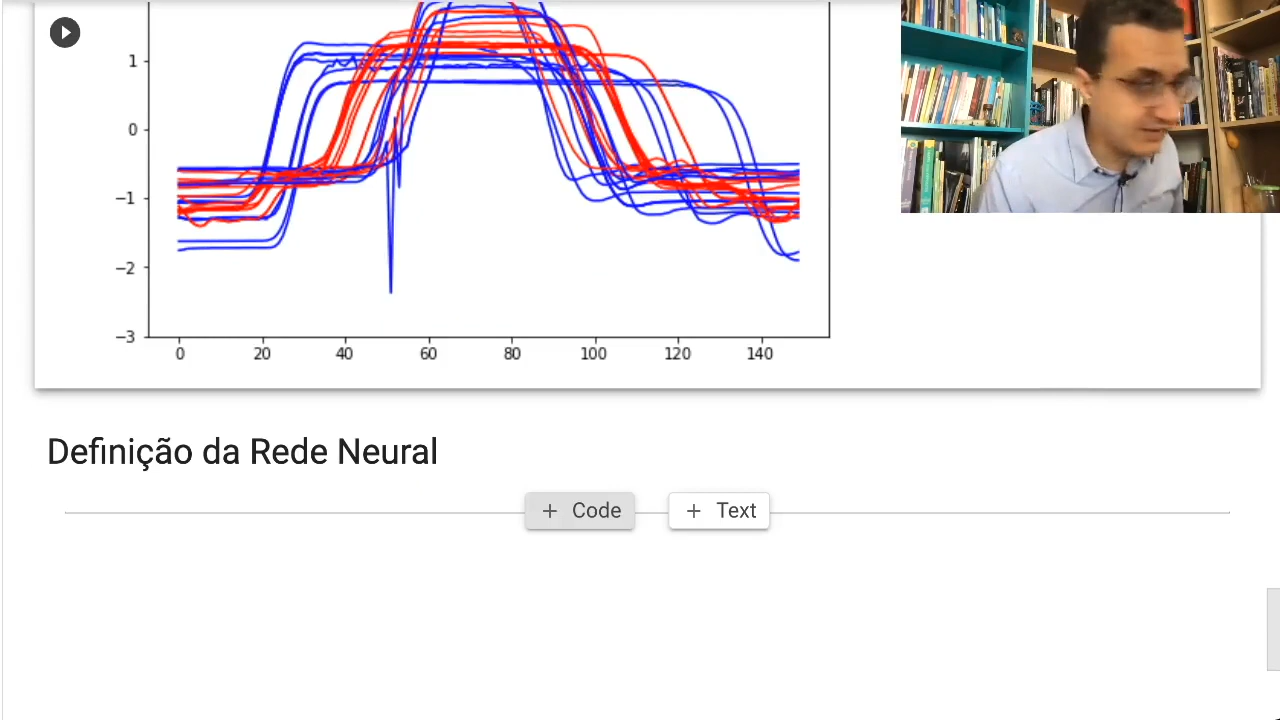 1
0
−1
−2
−3
0 20 40 60 80 100 120 140
Definição da Rede Neural
+ Code + Text